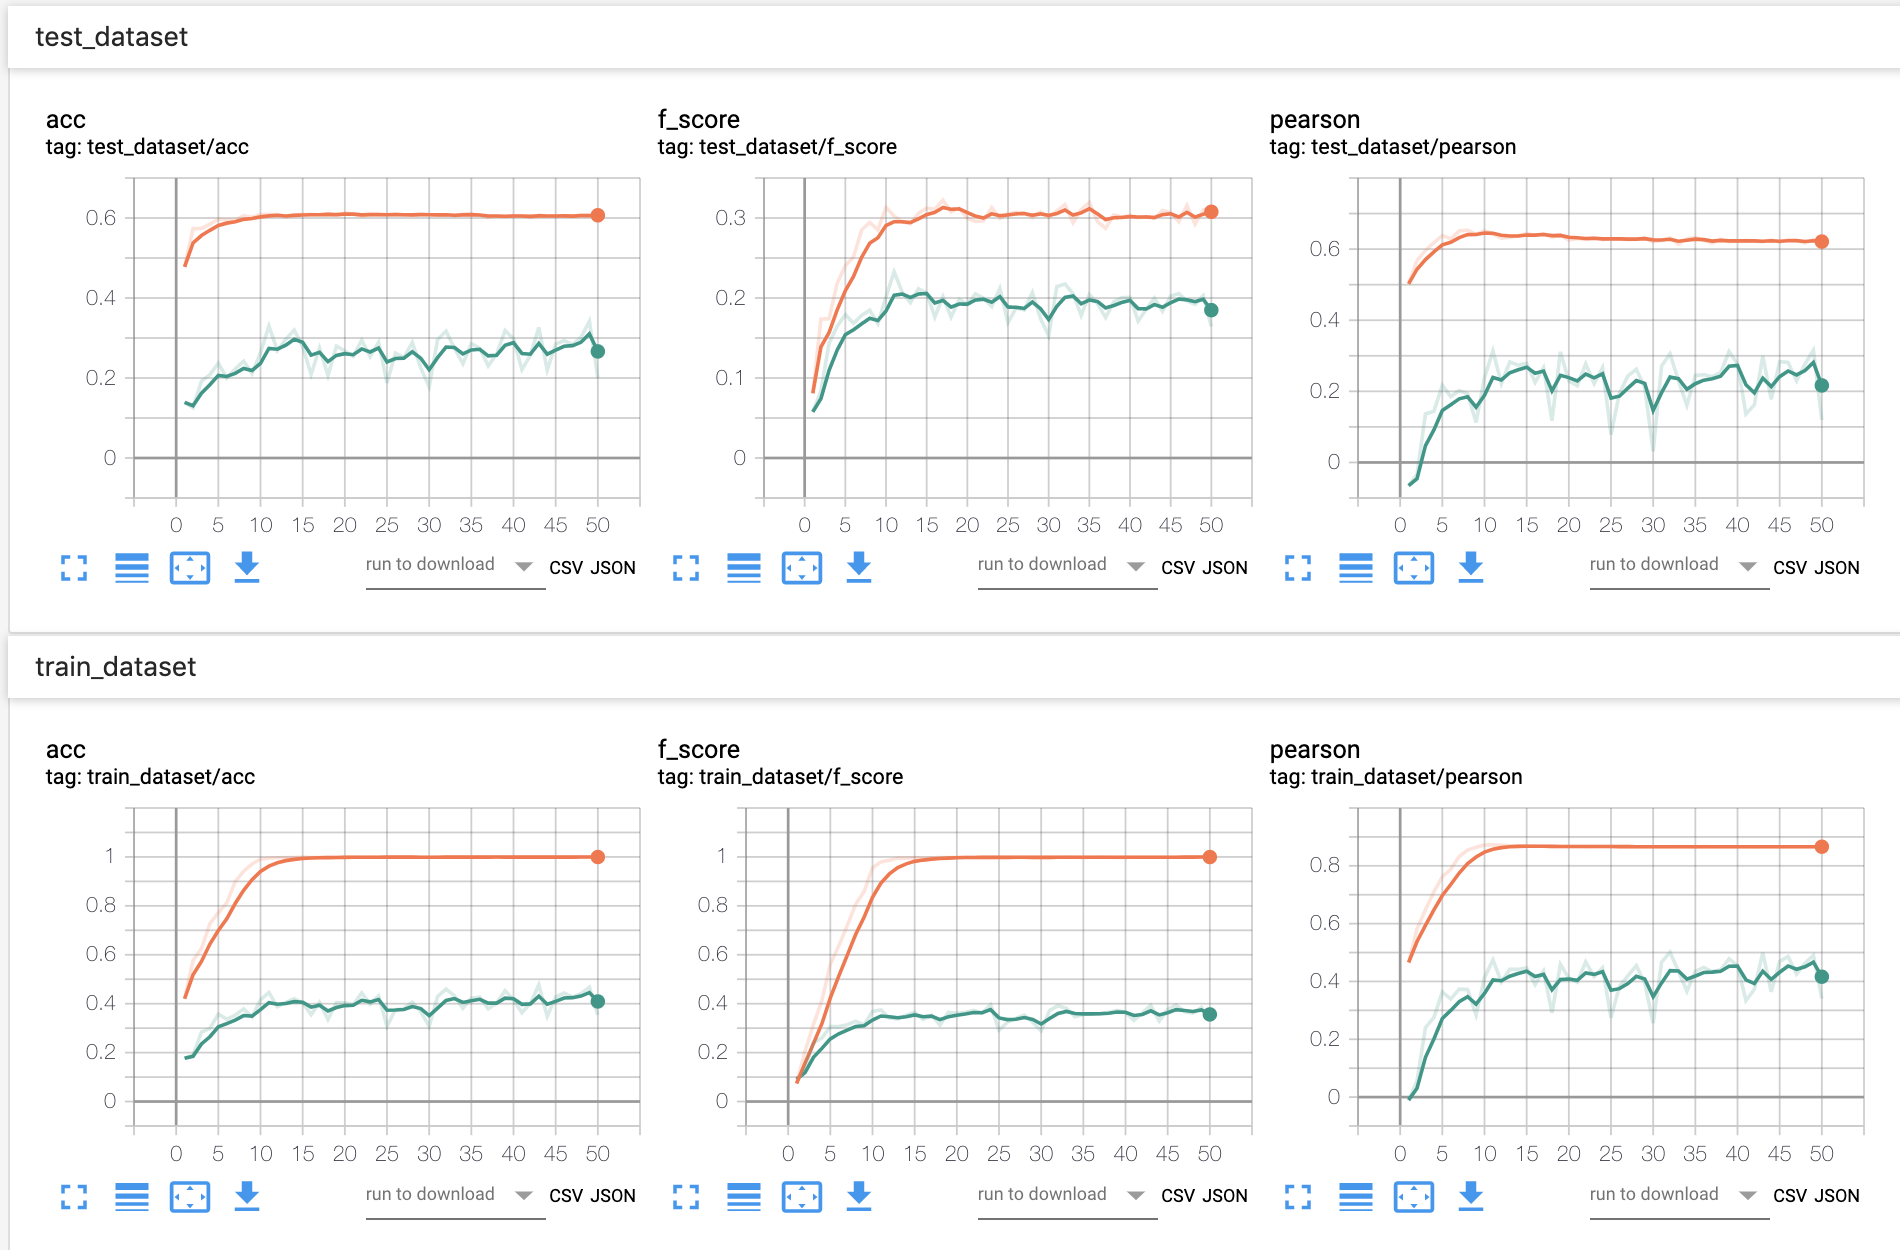 test_dataset
acc
tag: test_dataset/acc
0.6
0.4
0.2
0
0 5 10 15 20 25 30 35 40 45 50
run to download CSV JSON
f_score
tag: test_dataset/f_score
0.3
0.2
0.1
0
0 5 10 15 20 25 30 35 40 45 50
run to download CSV JSON
pearson
tag: test_dataset/pearson
0.6
0.4
0.2
0
0 5 10 15 20 25 30 35 40 45 50
run to download CSV JSON
train_dataset
acc
tag: train_dataset/acc
1
0.8
0.6
0.4
0.2
0
0 5 10 15 20 25 30 35 40 45 50
run to download CSV JSON
f_score
tag: train_dataset/f_score
1
0.8
0.6
0.4
0.2
0
0 5 10 15 20 25 30 35 40 45 50
run to download CSV JSON
pearson
tag: train_dataset/pearson
0.8
0.6
0.4
0.2
0
0 5 10 15 20 25 30 35 40 45 50
run to download CSV JSON